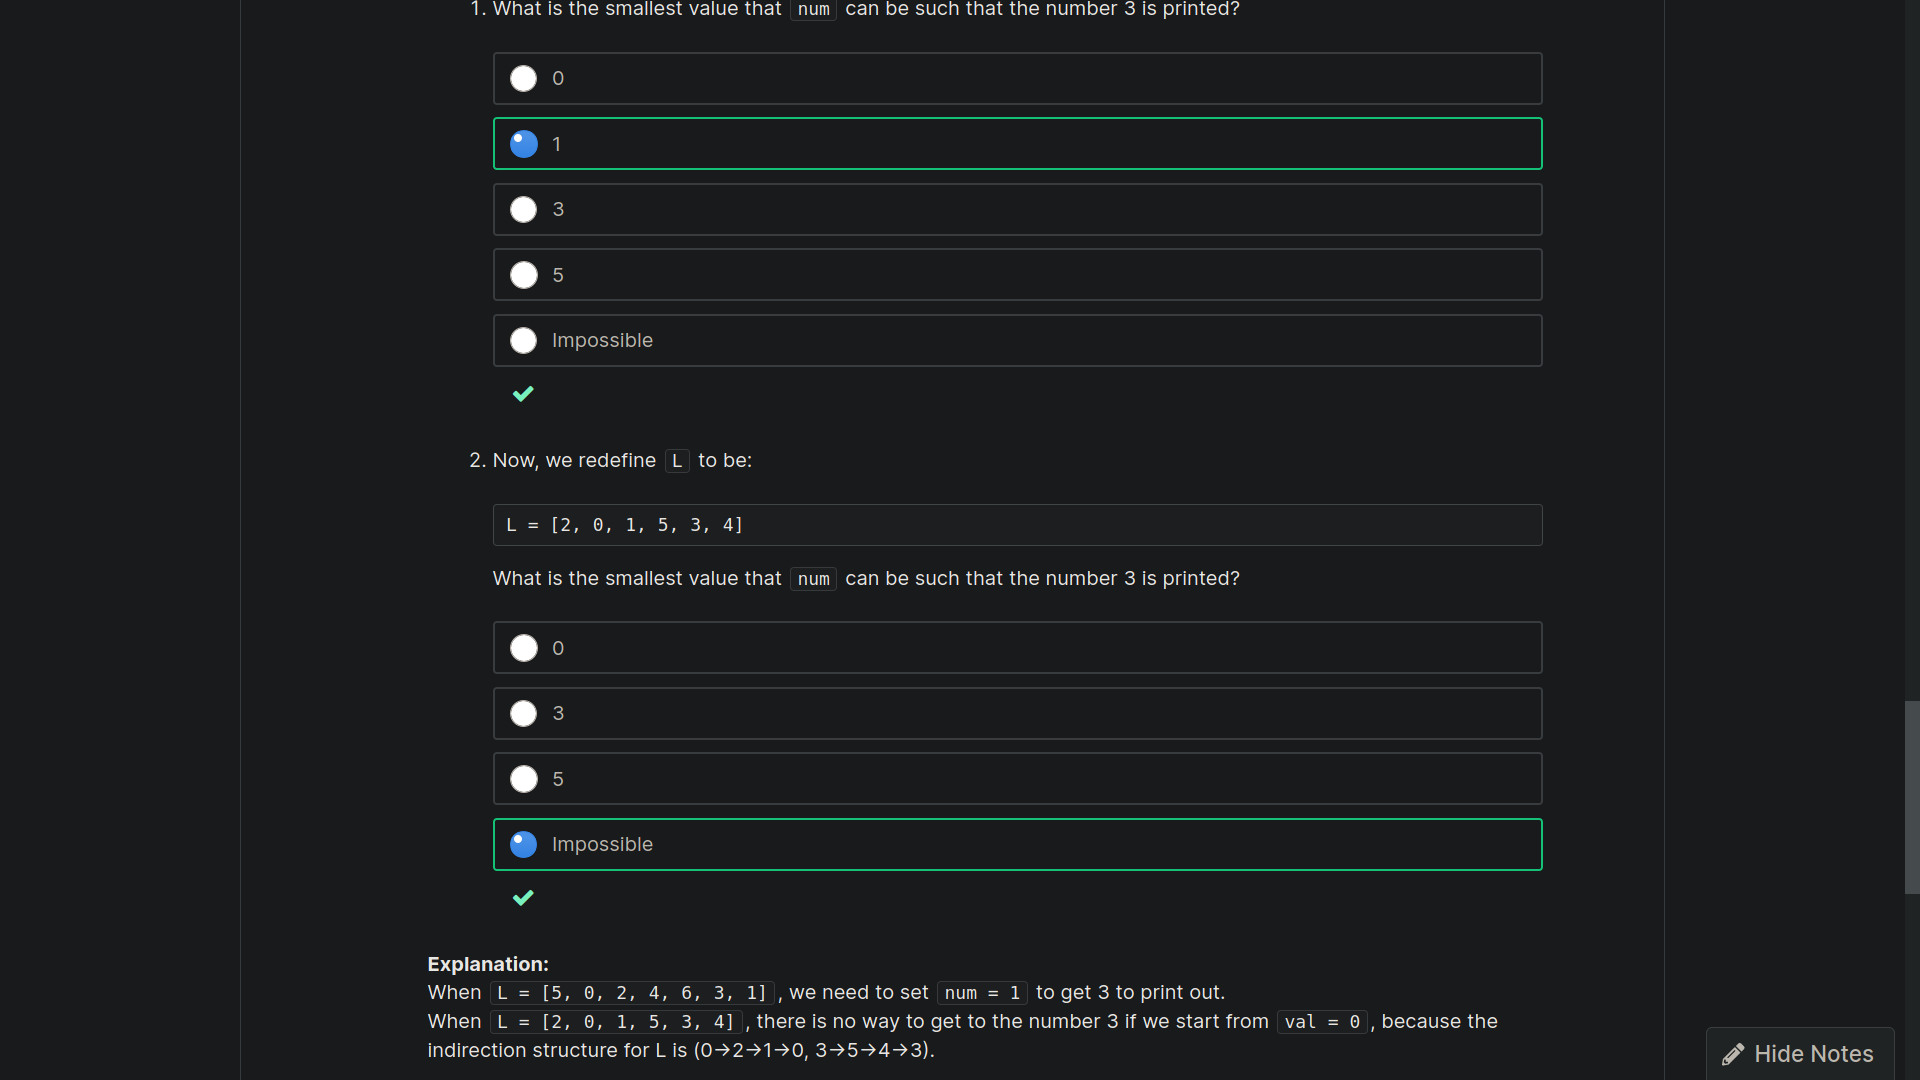 1. What is the smallest value that num can be such that the number 3 is printed?
0
1
3
5
Impossible
2. Now, we redefine L to be:
L = [2, 0, 1, 5, 3, 4]
What is the smallest value that num can be such that the number 3 is printed?
0
3
5
Impossible
Explanation:
When L = [5, 0, 2, 4, 6, 3, 1], we need to set num = 1 to get 3 to print out.
When L = [2, 0, 1, 5, 3, 4], there is no way to get to the number 3 if we start from val = 0, because the
indirection structure for L is (0→2→1→0, 3→5→4→3).
Hide Notes